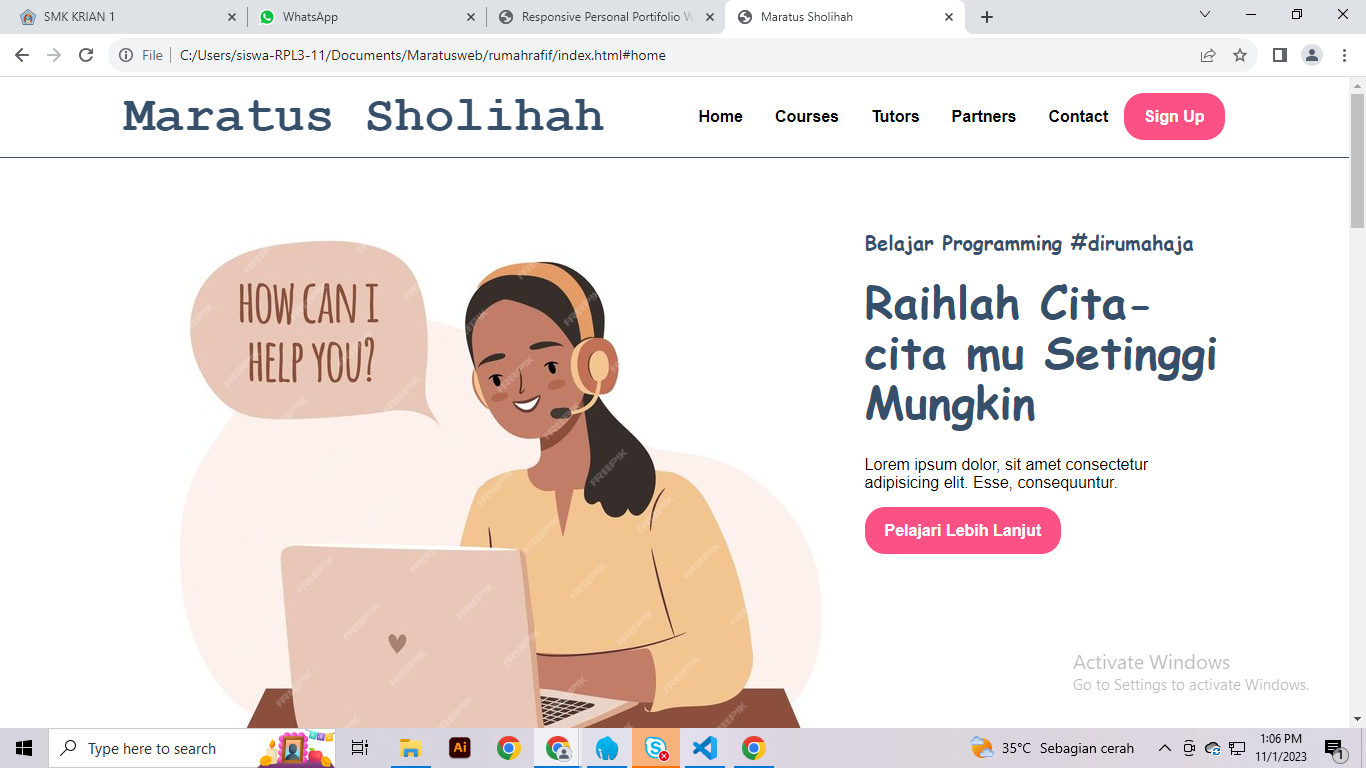 SMK KRIAN 1
WhatsApp
Responsive Personal Portifolio W
Maratus Sholihah
File
C:/Users/siswa-RPL3-11/Documents/Maratusweb/rumahrafif/index.html#home
Maratus Sholihah
Home
Courses
Tutors
Partners
Contact
Sign Up
HOW CAN I
HELP YOU?
Belajar Programming #dirumahaja
Raihlah Cita-
cita mu Setinggi
Mungkin
Lorem ipsum dolor, sit amet consectetur
adipisicing elit. Esse, consequuntur.
Pelajari Lebih Lanjut
FREEPIK
Activate Windows
Go to Settings to activate Windows.
Type here to search
Ai
35°C Sebagian cerah
1:06 PM
11/1/2023
1